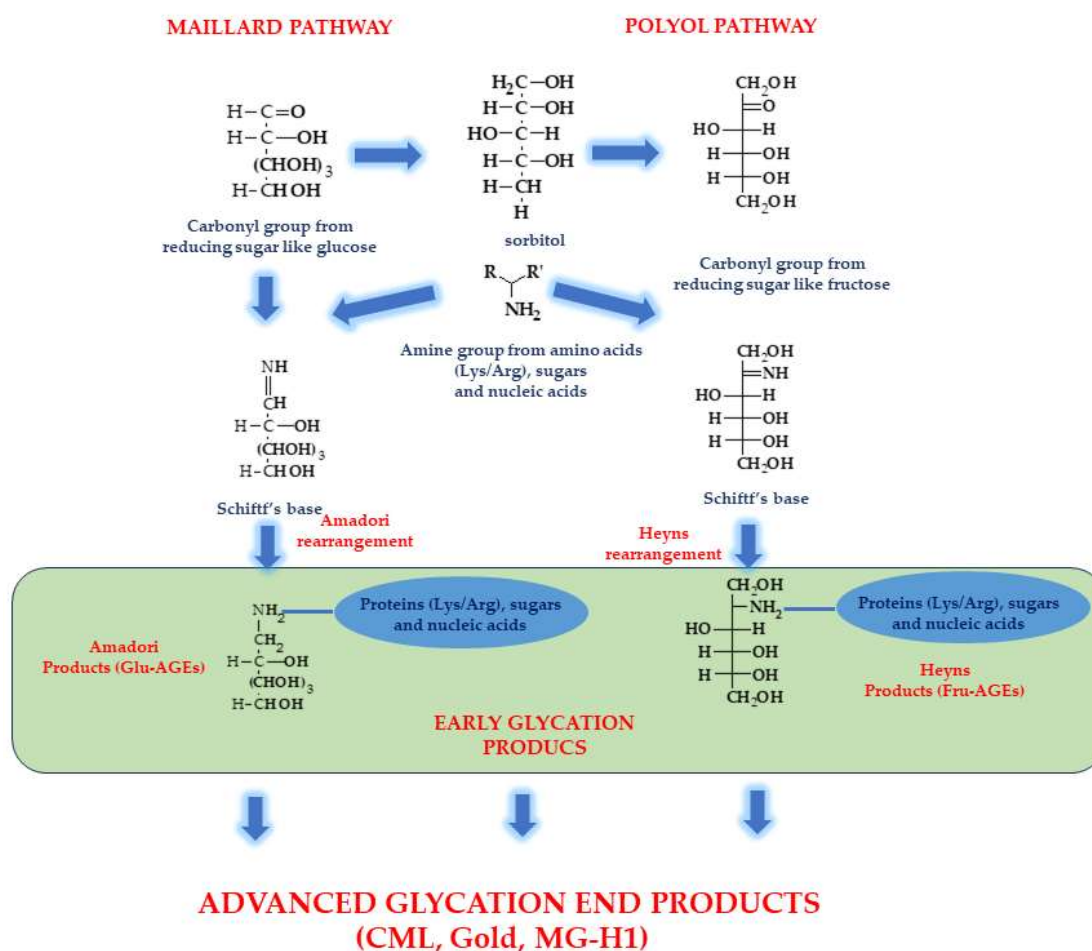 MAILLARD PATHWAY
POLYOL PATHWAY
H–C=O
H–C–OH
(CHOH)3
H–CHOH
Carbonyl group from
reducing sugar like glucose
H2C–OH
H–C–OH
HO–C–H
H–C–OH
H–CH
H
sorbitol
CH2OH
=O
HO–H
H–OH
H–OH
CH2OH
Carbonyl group from
reducing sugar like fructose
R R'
NH2
Amine group from amino acids
(Lys/Arg), sugars
and nucleic acids
NH
CH
H–C–OH
(CHOH)3
H–CHOH
Schiftf's base
CH2OH
=NH
HO–H
H–OH
H–OH
CH2OH
Schiftf's base
Amadori
rearrangement
Heyns
rearrangement
NH2
CH2
H–C–OH
(CHOH)3
H–CHOH
Proteins (Lys/Arg), sugars
and nucleic acids
Amadori
Products (Glu-AGEs)
CH2OH
–NH2
HO–H
H–OH
H–OH
CH2OH
Proteins (Lys/Arg), sugars
and nucleic acids
Heyns
Products (Fru-AGEs)
EARLY GLYCATION
PRODUCS
ADVANCED GLYCATION END PRODUCTS
(CML, Gold, MG-H1)